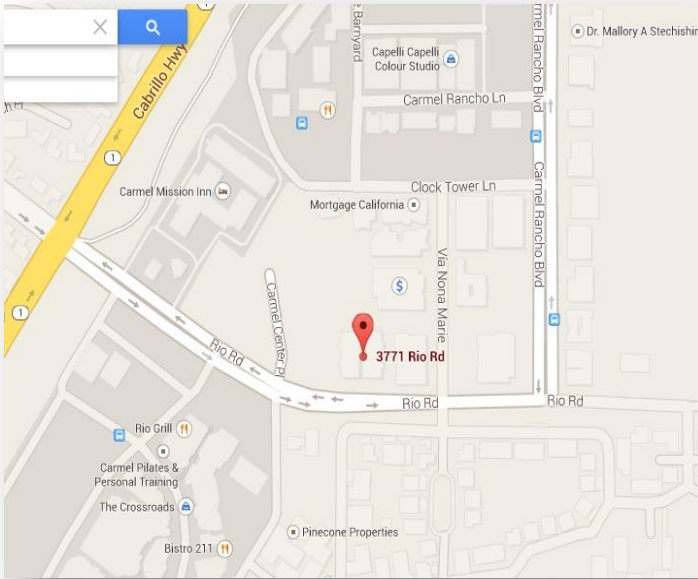 1
e Barnyard
Carmel Rancho Blvd
Dr. Mallory A Stechishin
Cabrillo Hwy
Capelli Capelli
Colour Studio
Carmel Rancho Ln
1
Carmel Mission Inn
Clock Tower Ln
Carmel Rancho Blvd
Mortgage California
Via Nona Marie
$
1
Carmel Center Pl
Rio Rd
3771 Rio Rd
Rio Rd
Rio Rd
Rio Grill
Carmel Pilates &
Personal Training
The Crossroads
Pinecone Properties
Bistro 211